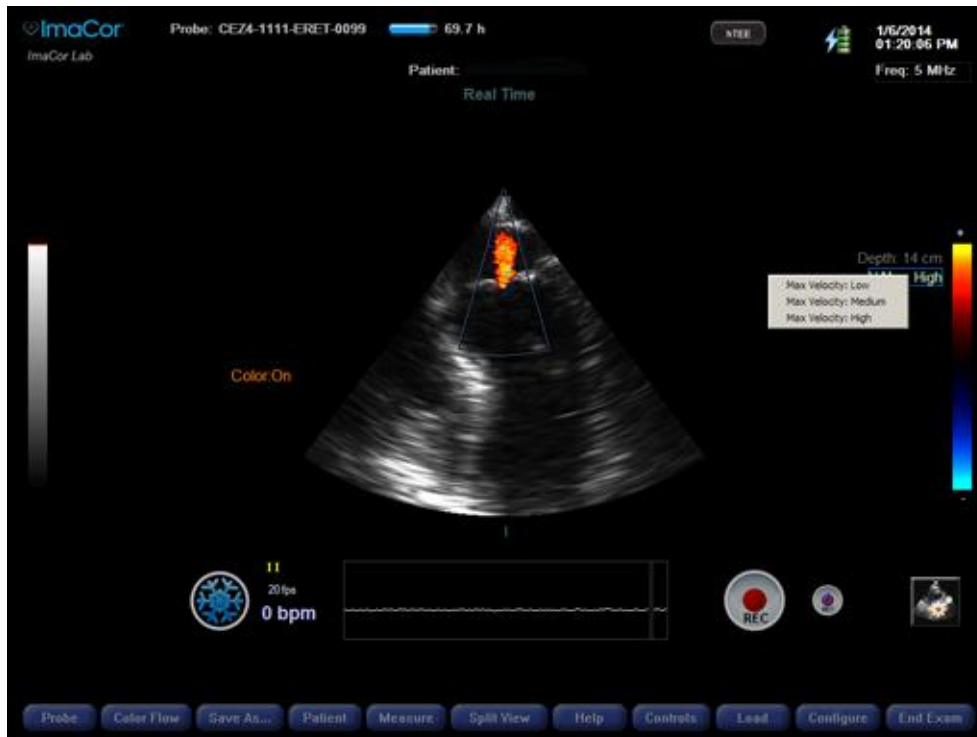 ImaCor
Probe: CEZ4-1111-ERET-0099
69.7 h
NTEE
1/6/2014
01:20:06 PM
ImaCor Lab
Patient:
Freq: 5 MHz
Real Time
+
Depth: 14 cm
High
Max Velocity: Low
Max Velocity: Medium
Max Velocity: High
Color:On
-
II
20 fps
0 bpm
REC
Probe
Color Flow
Save As...
Patient
Measure
Split View
Help
Controls
Load
Configure
End Exam